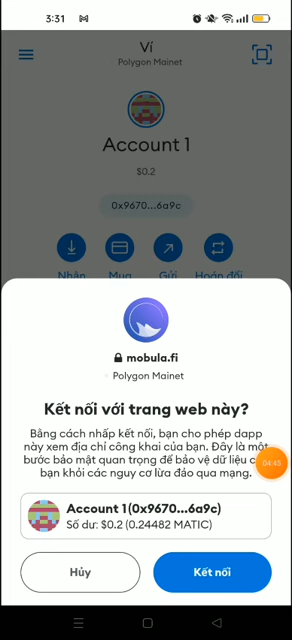 3:31
Ví
Polygon Mainet
Account 1
$0.2
0x9670...6a9c
Nhận Mua Gửi Hoán đổi
mobula.fi
Polygon Mainet
Kết nối với trang web này?
Bằng cách nhấp kết nối, bạn cho phép dapp
này xem địa chỉ công khai của bạn. Đây là một
bước bảo mật quan trọng để bảo vệ dữ liệu c
bạn khỏi các nguy cơ lừa đảo qua mạng.
04:45
Account 1 (0x9670...6a9c)
Số dư: $0.2 (0.24482 MATIC)
Hủy Kết nối